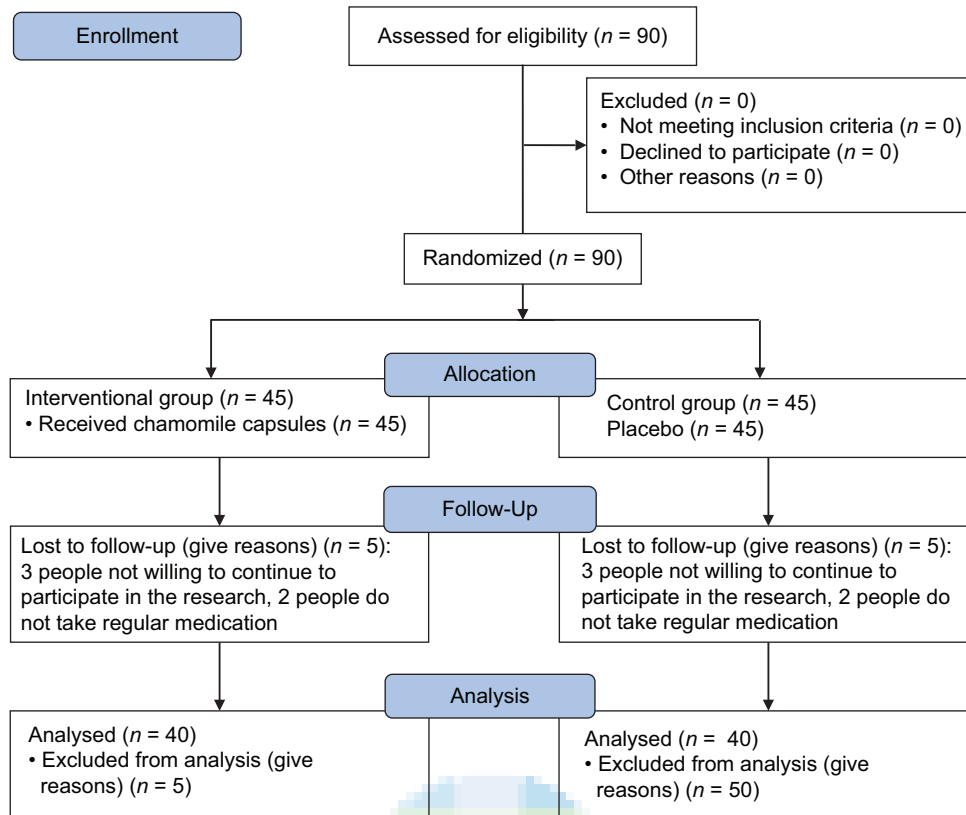 Enrollment
Assessed for eligibility (n = 90)
Excluded (n = 0)
• Not meeting inclusion criteria (n = 0)
• Declined to participate (n = 0)
• Other reasons (n = 0)
Randomized (n = 90)
Allocation
Interventional group (n = 45)
• Received chamomile capsules (n = 45)
Control group (n = 45)
Placebo (n = 45)
Follow-Up
Lost to follow-up (give reasons) (n = 5):
3 people not willing to continue to
participate in the research, 2 people do
not take regular medication
Lost to follow-up (give reasons) (n = 5):
3 people not willing to continue to
participate in the research, 2 people do
not take regular medication
Analysis
Analysed (n = 40)
• Excluded from analysis (give
reasons) (n = 5)
Analysed (n = 40)
• Excluded from analysis (give
reasons) (n = 50)